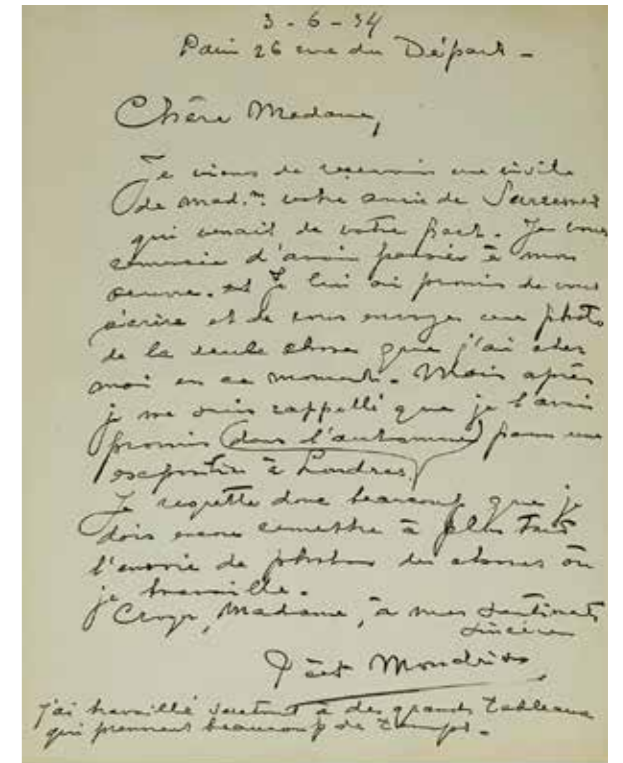 3 - 6 - 34
Paris 26 rue du Départ -
Chère Madame,
Je viens de recevoir une visite
de mad.m votre amie de
qui venait de votre part. Je vous
remercie d'avoir pensée à mon
oeuvre. et Je lui ai promis de vous
écrire et de vous envoyer une photo
de la seule chose que j'ai chez
moi en ce moment. Mais après
je me suis rappellé que je l'avais
promis (dans l'automne) pour une
exposition à Londres.
Je regrette donc beaucoup que je
dois encore remettre à plus tard
l'envoie de photos des choses où
je travaille.
Croyez, Madame, à mes sentiments
sincères
Piet Mondrian
j'ai travaillé surtout à des grands tableaux
qui prennent beaucoup de temps.